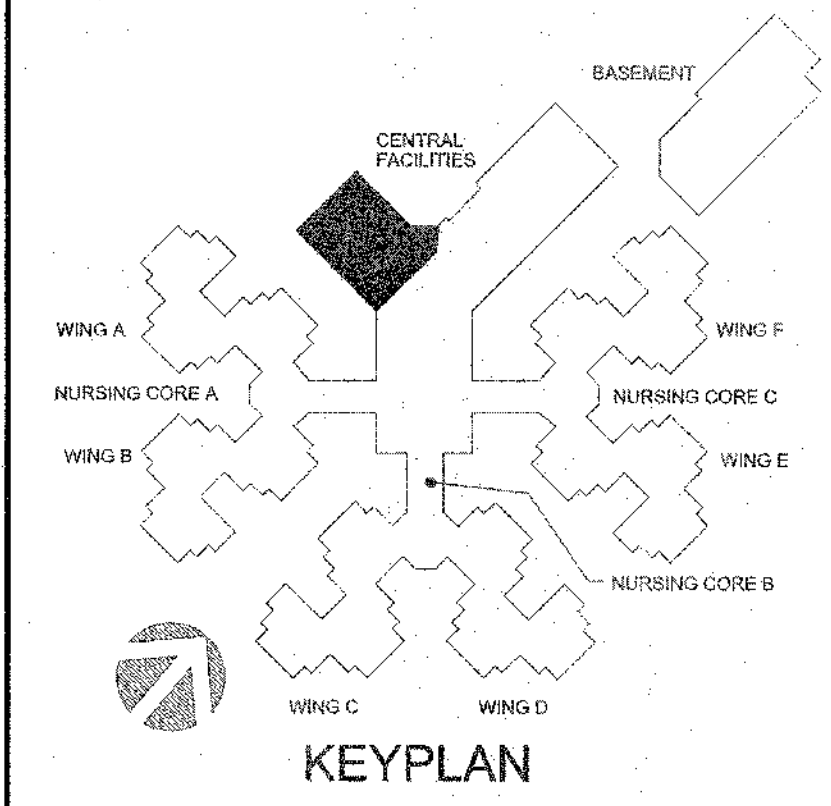 BASEMENT
CENTRAL
FACILITIES
WING A
WING F
NURSING CORE A
NURSING CORE C
WING B
WING E
NURSING CORE B
WING C
WING D
KEYPLAN